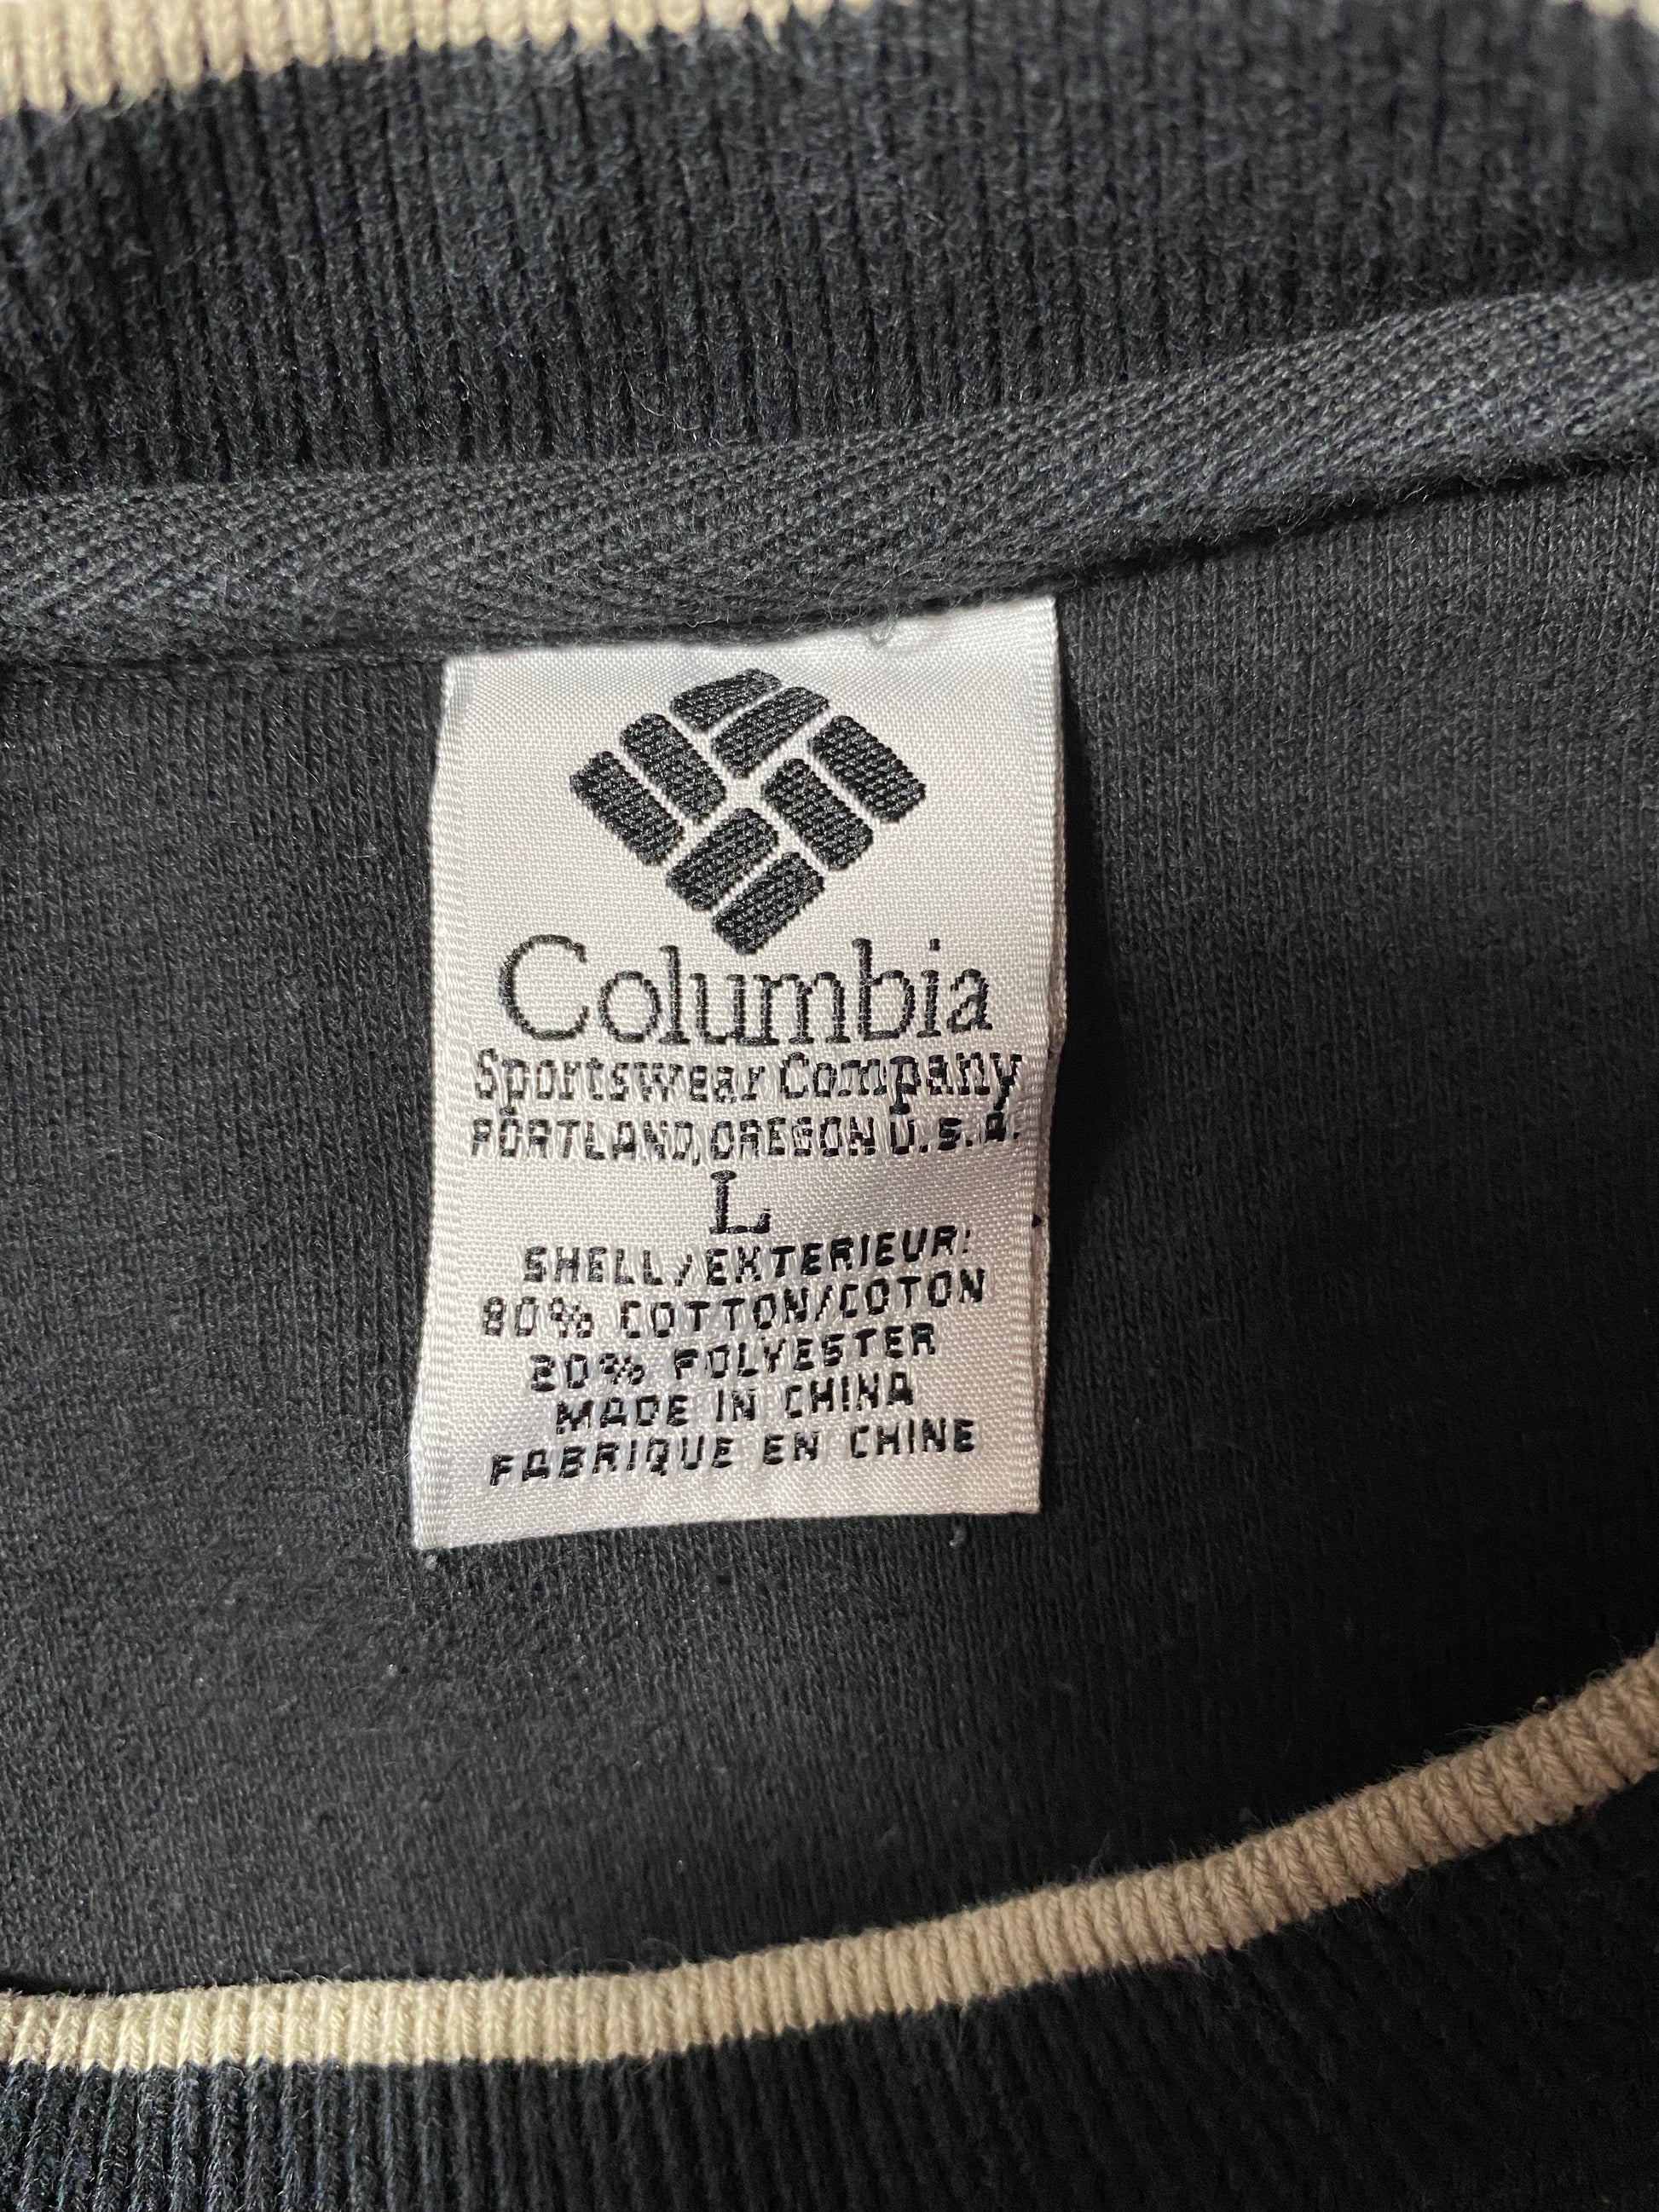 Columbia
Sportswear Company
PORTLAND, OREGON U.S.A.
L
SHELL/EXTERIEUR:
80% COTTON/COTON
20% POLYESTER
MADE IN CHINA
FABRIQUE EN CHINE